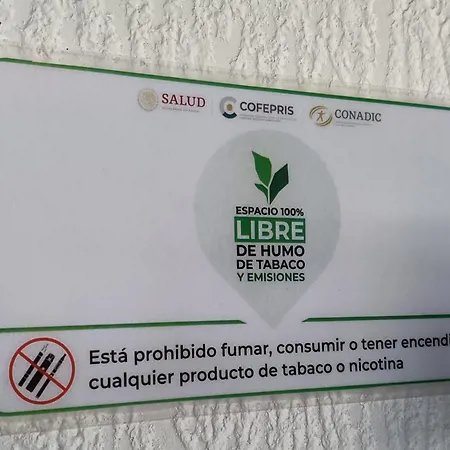 SALUD COFEPRIS CONADIC
ESPACIO 100%
LIBRE
DE HUMO
DE TABACO
Y EMISIONES
Está prohibido fumar, consumir o tener encendi
cualquier producto de tabaco o nicotina